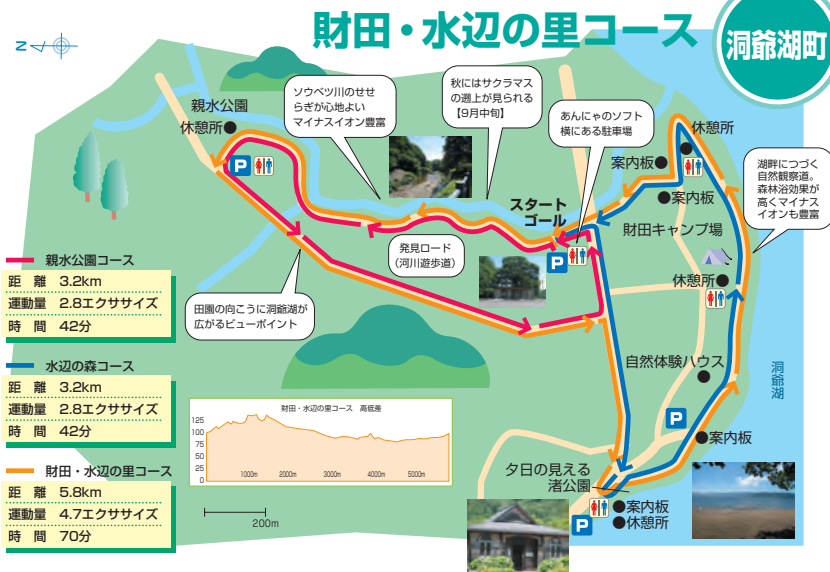 財田・水辺の里コース
洞爺湖町
N
親水公園
休憩所
P
ソウベツ川のせせ
らぎが心地よい
マイナスイオン豊富
秋にはサクラマス
の遡上が見られる
【9月中旬】
あんにゃのソフト
横にある駐車場
休憩所
案内板
案内板
湖畔につづく
自然観察道。
森林浴効果が
高くマイナス
イオンも豊富
スタート
ゴール
P
財田キャンプ場
発見ロード
(河川遊歩道)
休憩所
田園の向こうに洞爺湖が
広がるビューポイント
自然体験ハウス
洞爺湖
P
案内板
夕日の見える
渚公園
P
案内板
休憩所
親水公園コース
距 離 3.2km
運動量 2.8エクササイズ
時 間 42分
水辺の森コース
距 離 3.2km
運動量 2.8エクササイズ
時 間 42分
財田・水辺の里コース
距 離 5.8km
運動量 4.7エクササイズ
時 間 70分
財田・水辺の里コース 高低差
125
100
75
50
25
0
1000m 2000m 3000m 4000m 5000m
200m